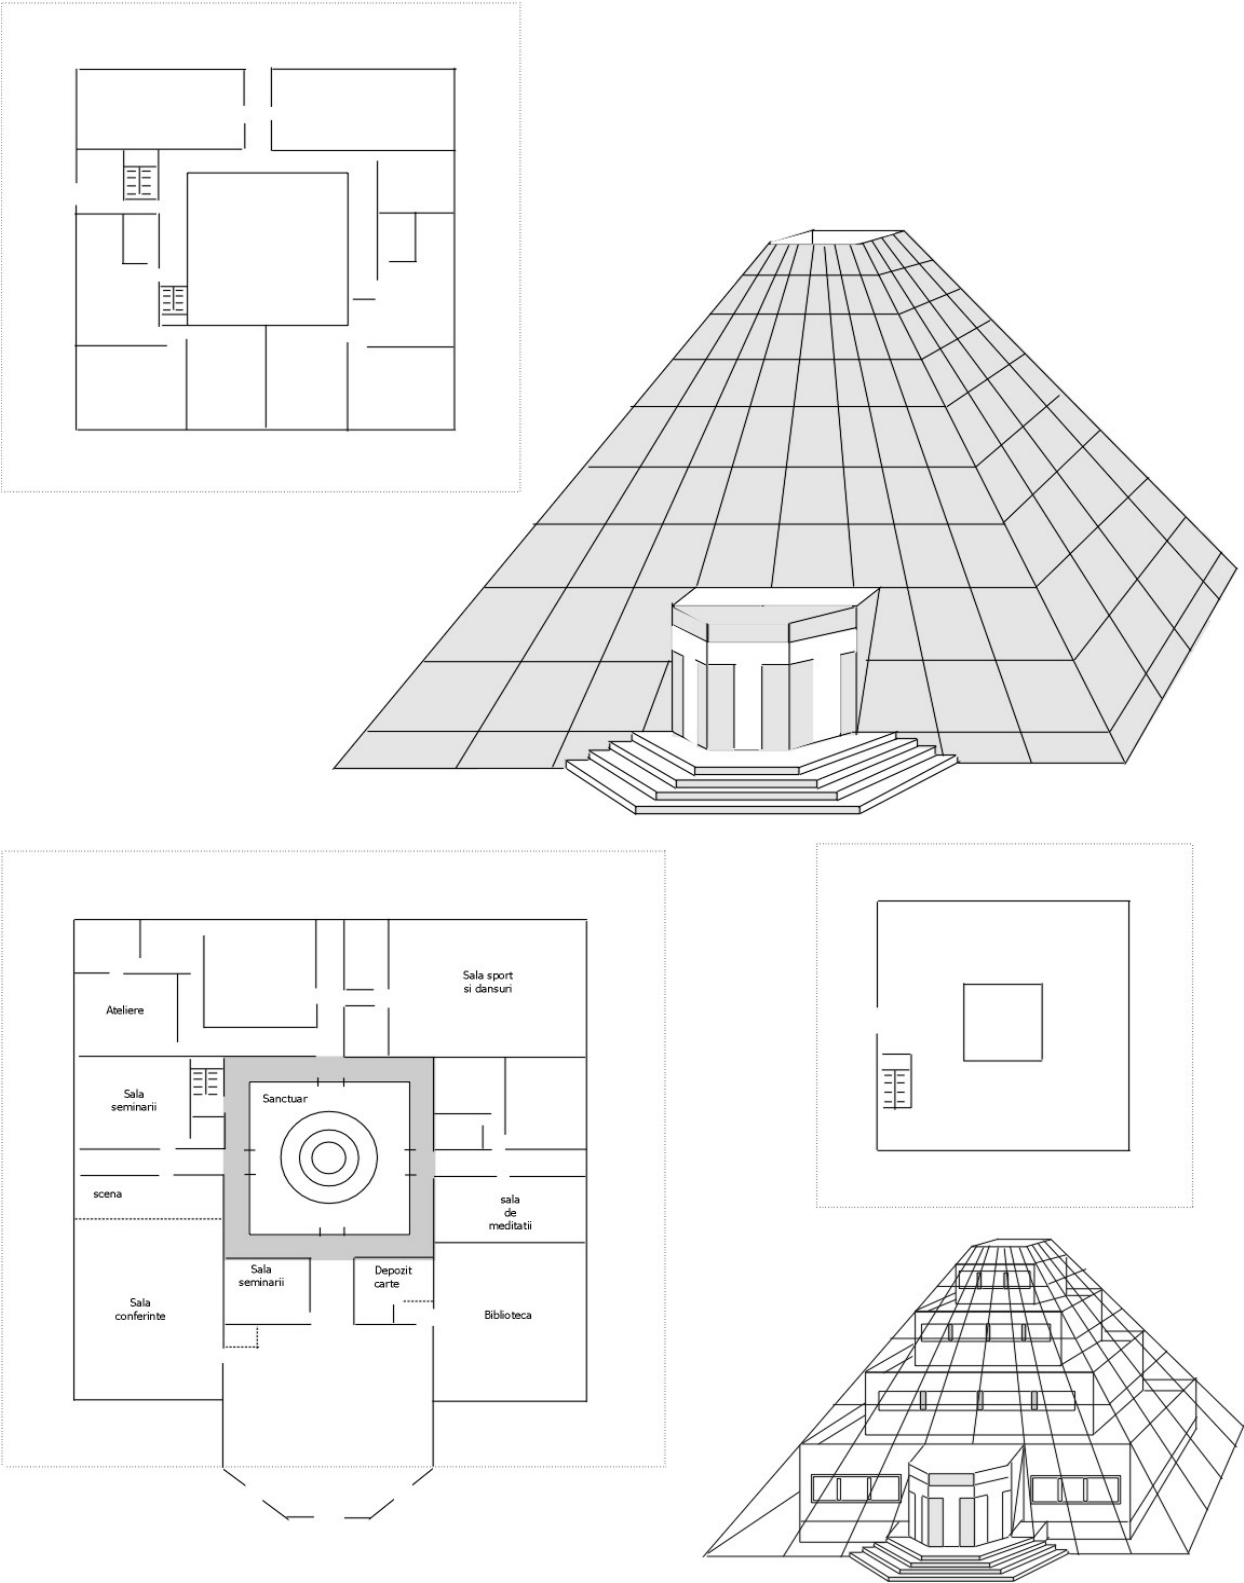 Sala sport
si dansuri
Ateliere
Sala
seminarii
Sanctuar
scena
sala
de
meditatii
Sala
seminarii
Depozit
carte
Sala
conferinte
Biblioteca